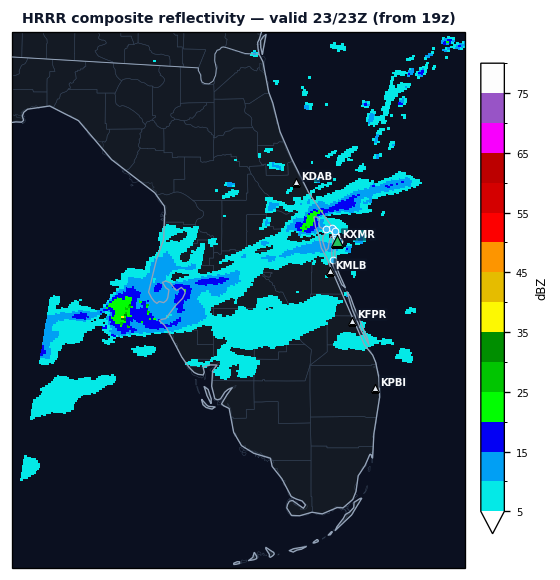 HRRR composite reflectivity — valid 23/23Z (from 19z)
KDAB
KXMR
KMLB
KFPR
KPBI
75
65
55
45
35
25
15
5
dBZ